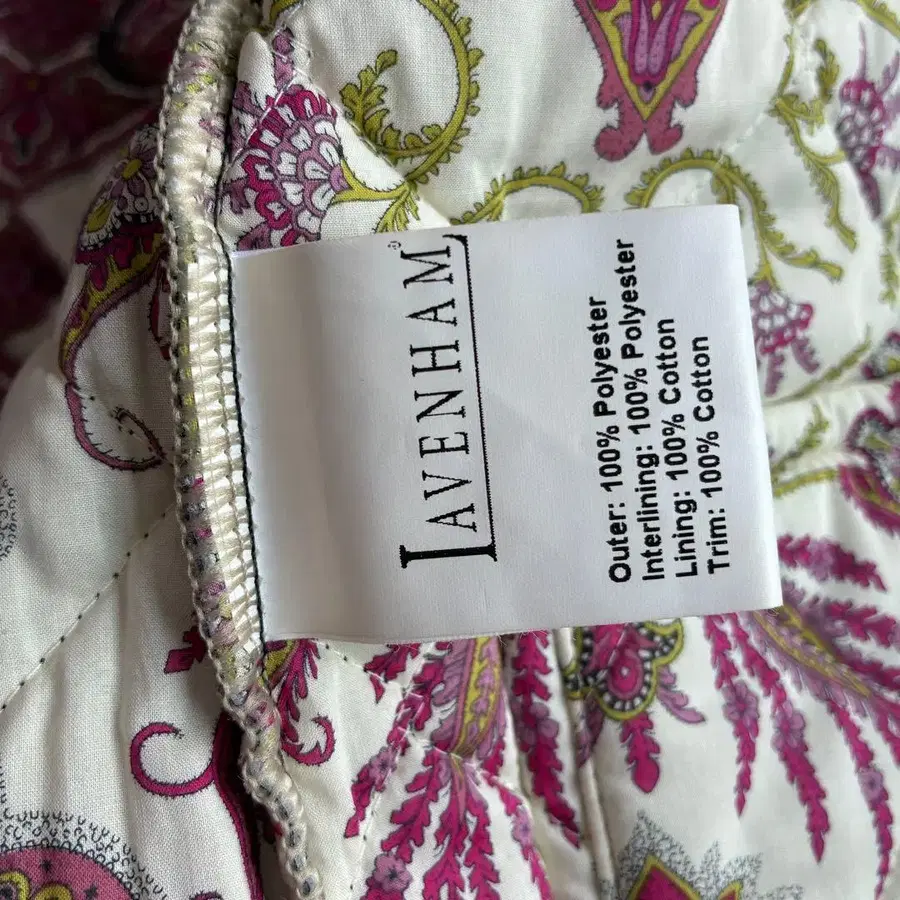 LAVENHAM®
Outer: 100% Polyester
Interlining: 100% Polyester
Lining: 100% Cotton
Trim: 100% Cotton